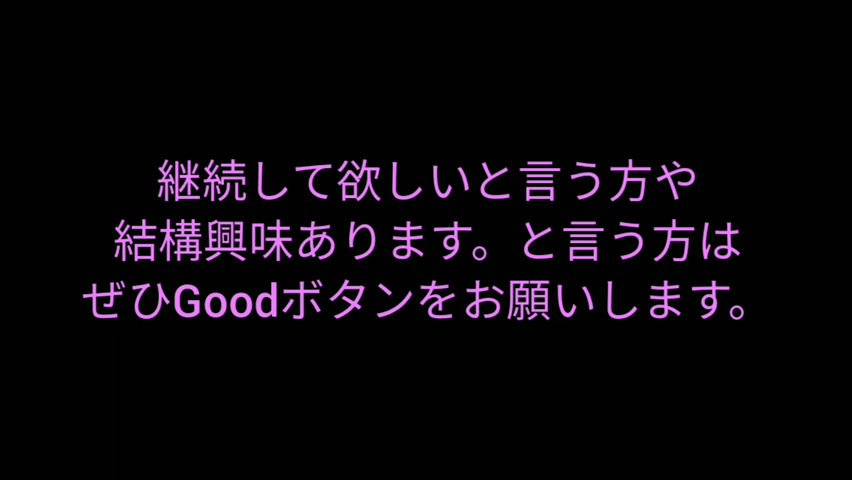 継続して欲しいと言う方や
結構興味あります。と言う方は
ぜひGoodボタンをお願いします。